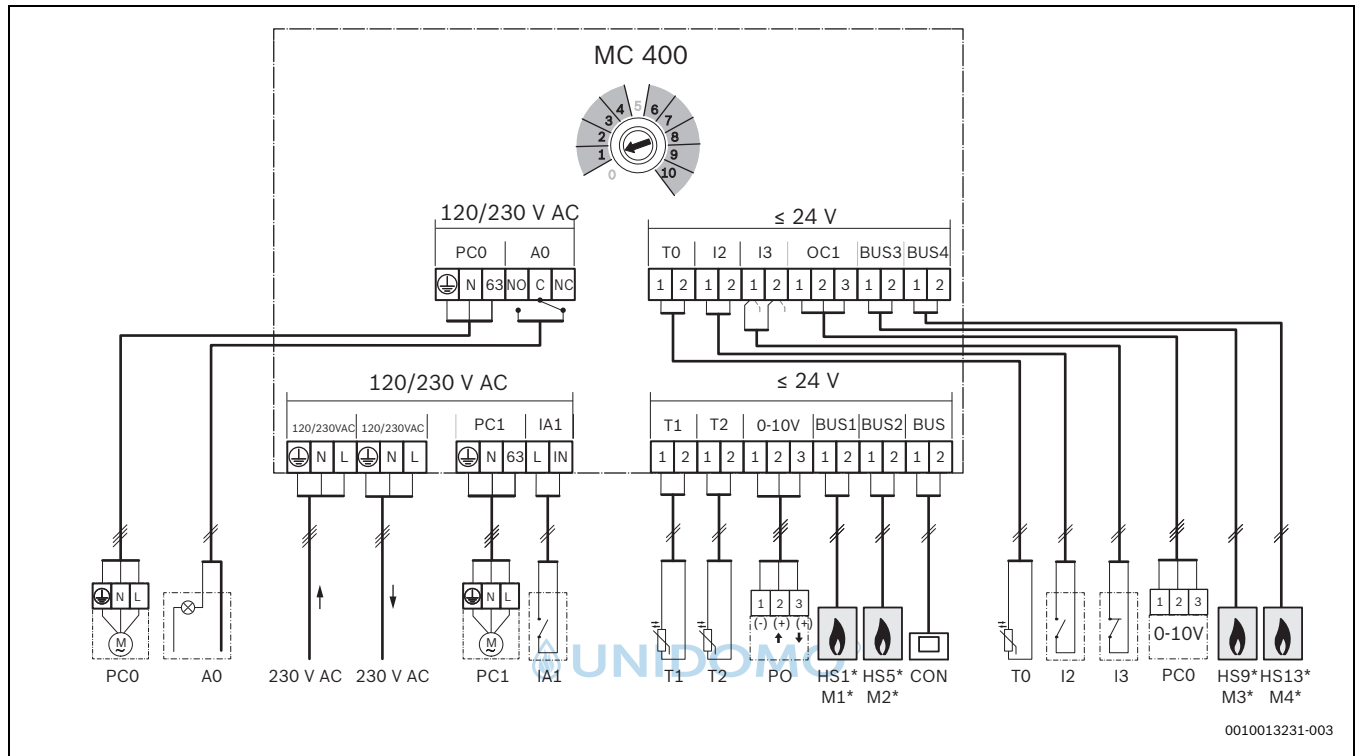 MC 400
0 1 2 3 4 5 6 7 8 9 10
120/230 V AC
≤ 24 V
PC0 A0
T0 I2 I3 OC1 BUS3 BUS4
N 63 NO C NC
1 2 1 2 1 2 1 2 3 1 2 1 2
120/230 V AC
≤ 24 V
120/230VAC 120/230VAC PC1 IA1
T1 T2 0-10V BUS1 BUS2 BUS
N L N L N 63 L IN
1 2 1 2 1 2 3 1 2 1 2 1 2
N L
N L
1 2 3
(-) (+) (+)
1 2 3
0-10V
M
~
M
~
UNIDOMO®
PC0 A0 230 V AC 230 V AC PC1 IA1 T1 T2 PO HS1* HS5* CON T0 I2 I3 PC0 HS9* HS13*
M1* M2* M3* M4*
0010013231-003